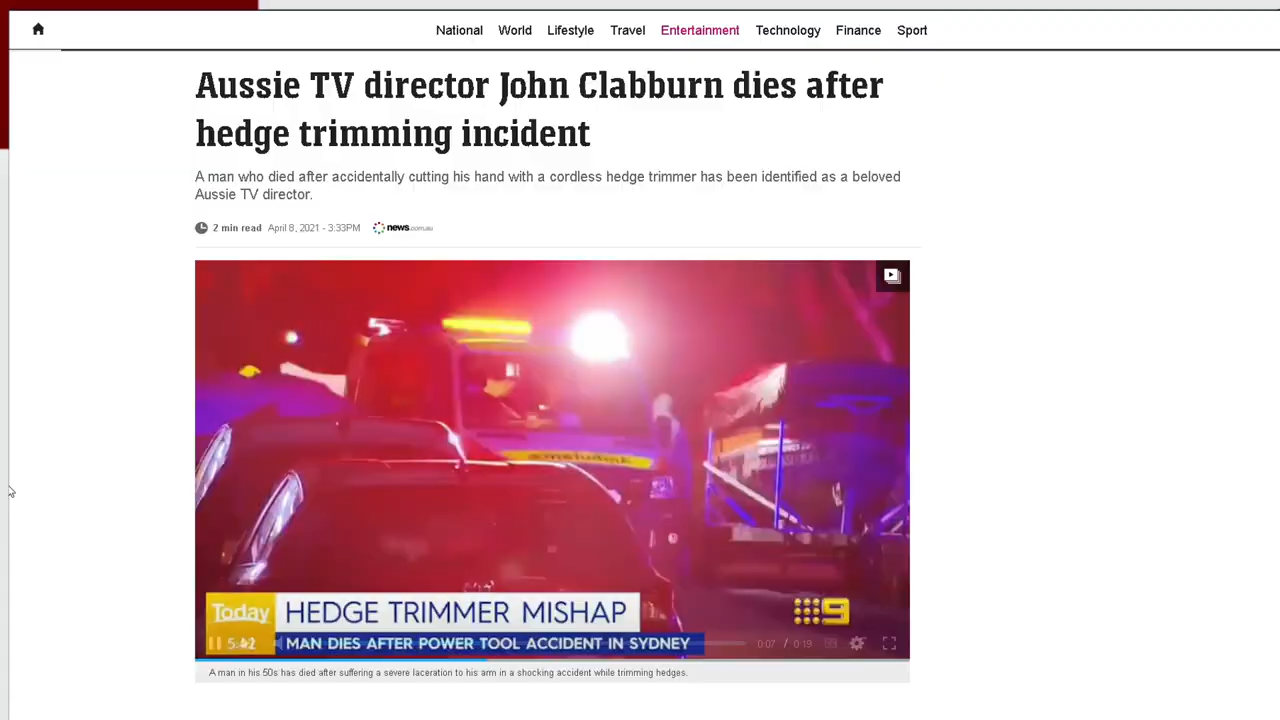 National World Lifestyle Travel Entertainment Technology Finance Sport
Aussie TV director John Clabburn dies after
hedge trimming incident
A man who died after accidentally cutting his hand with a cordless hedge trimmer has been identified as a beloved
Aussie TV director.
2 min read April 8, 2021 - 3:33PM news.com.au
Today
HEDGE TRIMMER MISHAP
9
5:42
MAN DIES AFTER POWER TOOL ACCIDENT IN SYDNEY
0:07 / 0:19
A man in his 50s has died after suffering a severe laceration to his arm in a shocking accident while trimming hedges.